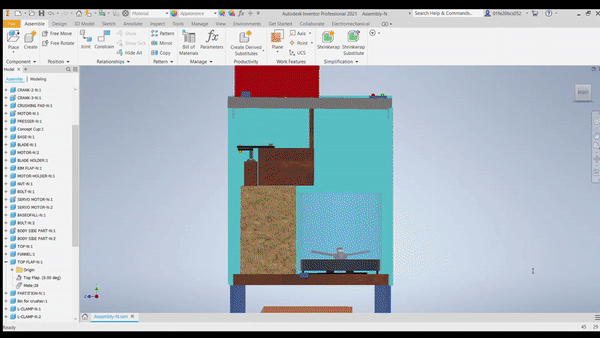 Material
Appearance
Autodesk Inventor Professional 2021 Assembly-N
Search Help & Commands...
01fe20bca052
File Assemble Design 3D Model Sketch Annotate Inspect Tools Manage View Environments Get Started Collaborate Electromechanical
Place Create Free Move Free Rotate Joint Constrain Show Show Sick Hide All Pattern Mirror Copy Bill of Materials Parameters Create Derived Substitutes Plane Axis Point UCS Shrinkwrap Shrinkwrap Substitute
Component Position Relationships Pattern Manage Productivity Work Features Simplification
Model
Assembly Modeling
CRANK-2-N:1
CRANK-3-N:1
CRUSHING PAD-N:1
MOTOR-N:1
PRESSER-N:1
Concept Cup:1
BASE-N:1
BLADE-N:1
MOTOR-N:2
BLADE HOLDER:1
BIM FLAP-N:1
MOTOR-HOLDER-N:1
NUT-N:1
BOLT-N:1
SERVO MOTOR-N:1
SERVO MOTOR-N:2
BASEOFALL-N:1
BOLT-N:2
BODY SIDE PART-N:1
BODY SIDE PART-N:2
TOP-N:1
FUNNEL:1
TOP FLAP-N:1
Origin
Top Flap. (0.00 deg)
Mate:28
PARTITION-N:1
Bin for crusher:1
L-CLAMP-N:1
L-CLAMP-N:2
RIGHT
Assembly-N.iam
Ready
45 29